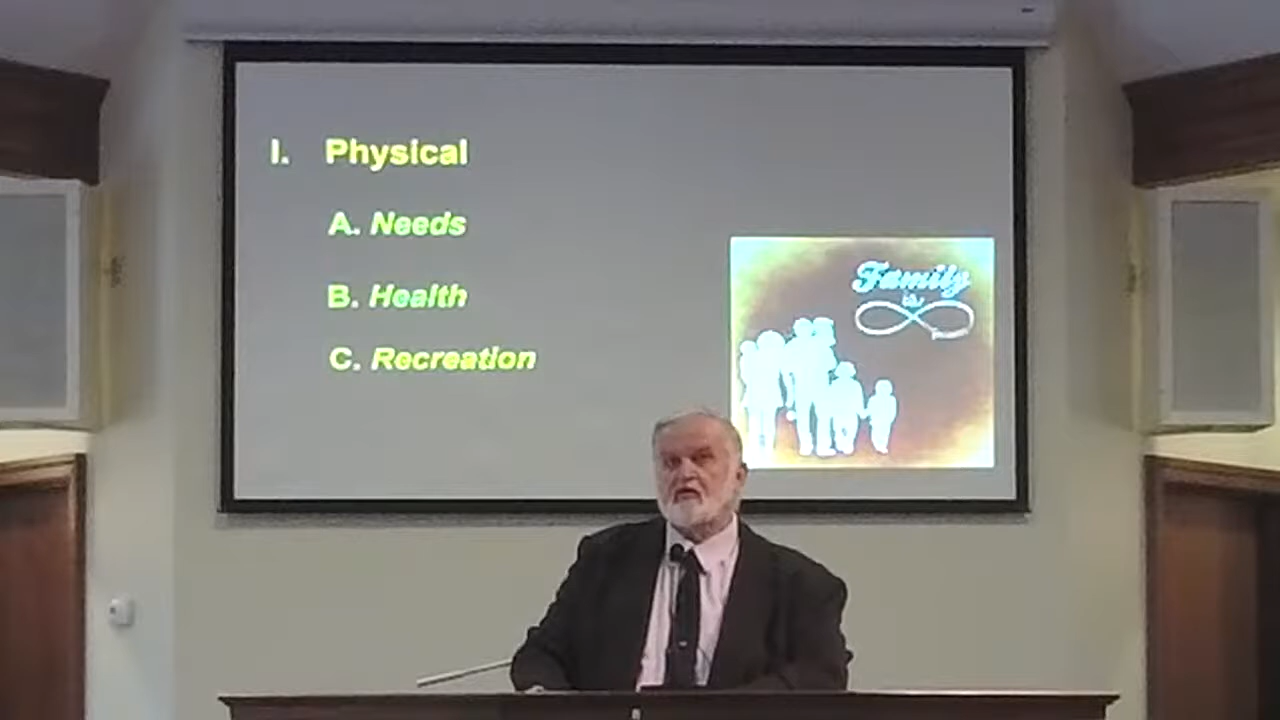 I. Physical
A. Needs
B. Health
C. Recreation
Family